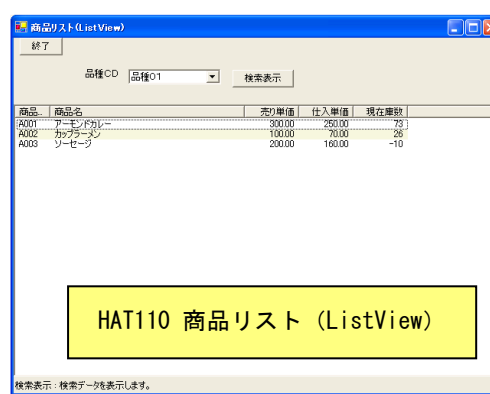 商品リスト(ListView)
終了
品種CD 品種01 検索表示
商品.. 商品名 売り単価 仕入単価 現在庫数
A001 アーモンドカレー 300.00 250.00 73
A002 カップラーメン 100.00 70.00 26
A003 ソーセージ 200.00 160.00 -10
HAT110 商品リスト (ListView)
検索表示:検索データを表示します。